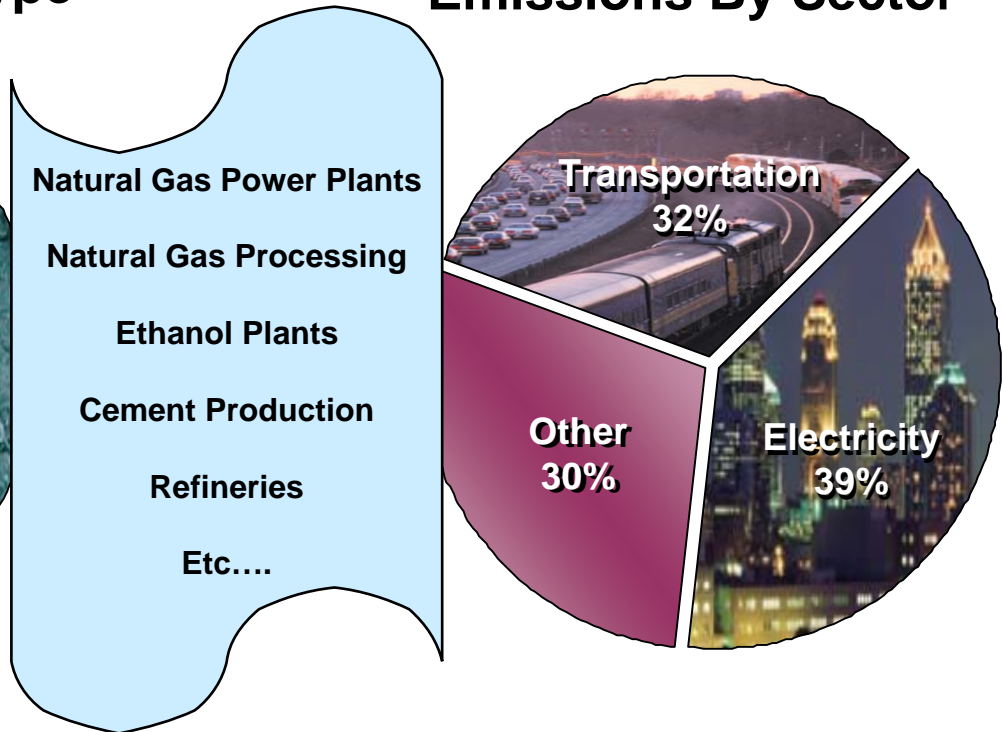 Emissions By Sector
Natural Gas Power Plants
Natural Gas Processing
Ethanol Plants
Cement Production
Refineries
Etc….
Transportation
32%
Other
30%
Electricity
39%